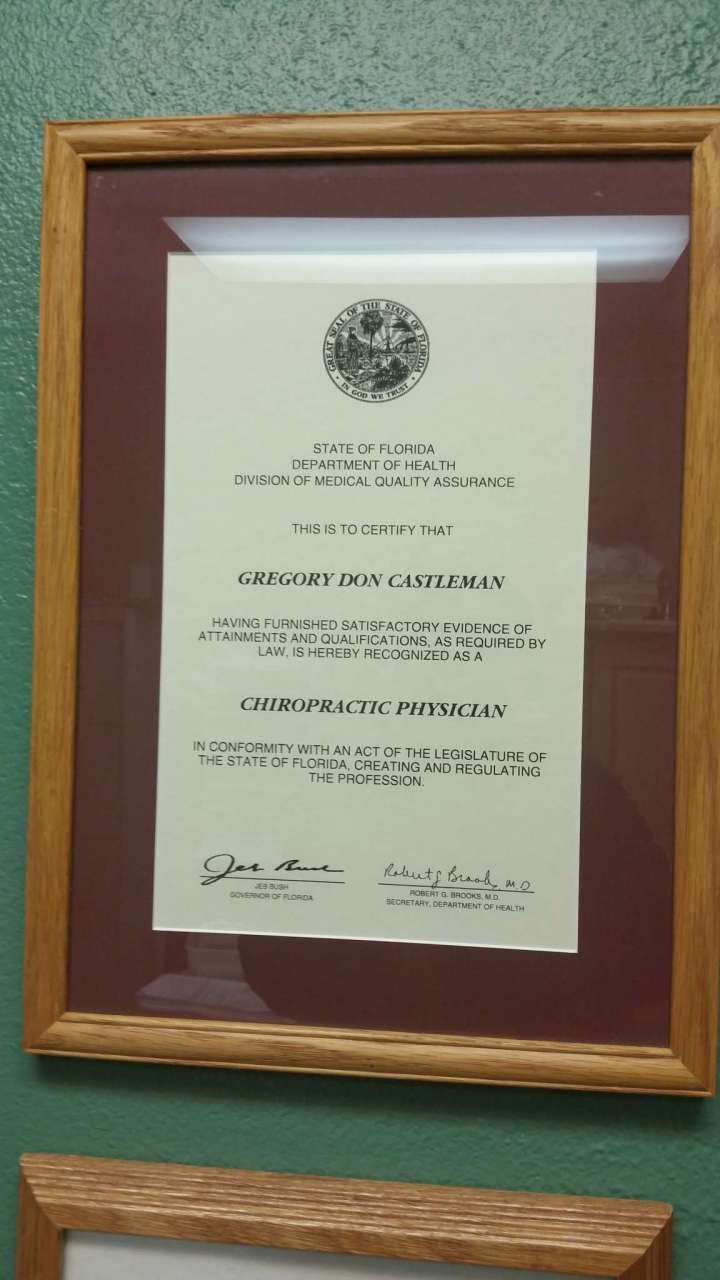 GREAT SEAL OF THE STATE OF FLORIDA
IN GOD WE TRUST
STATE OF FLORIDA
DEPARTMENT OF HEALTH
DIVISION OF MEDICAL QUALITY ASSURANCE
THIS IS TO CERTIFY THAT
GREGORY DON CASTLEMAN
HAVING FURNISHED SATISFACTORY EVIDENCE OF
ATTAINMENTS AND QUALIFICATIONS, AS REQUIRED BY
LAW, IS HEREBY RECOGNIZED AS A
CHIROPRACTIC PHYSICIAN
IN CONFORMITY WITH AN ACT OF THE LEGISLATURE OF
THE STATE OF FLORIDA, CREATING AND REGULATING
THE PROFESSION.
Jeb Bush
JEB BUSH
GOVERNOR OF FLORIDA
Robert G Brooks M.D.
ROBERT G. BROOKS, M.D.
SECRETARY, DEPARTMENT OF HEALTH